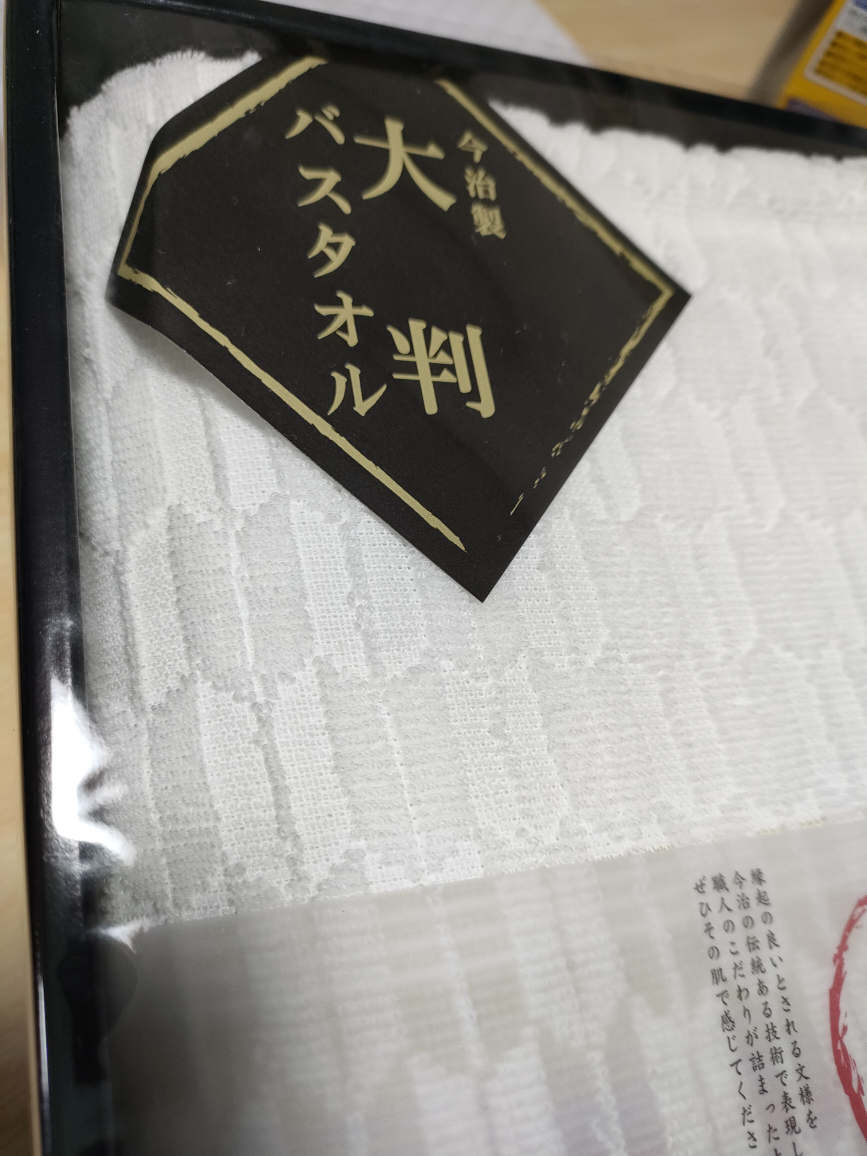 今治製
大判
バスタオル
縁起の良いとされる文様を
今治の伝統ある技術で表現し
職人のこだわりが詰まった
ぜひその肌で感じてくださ